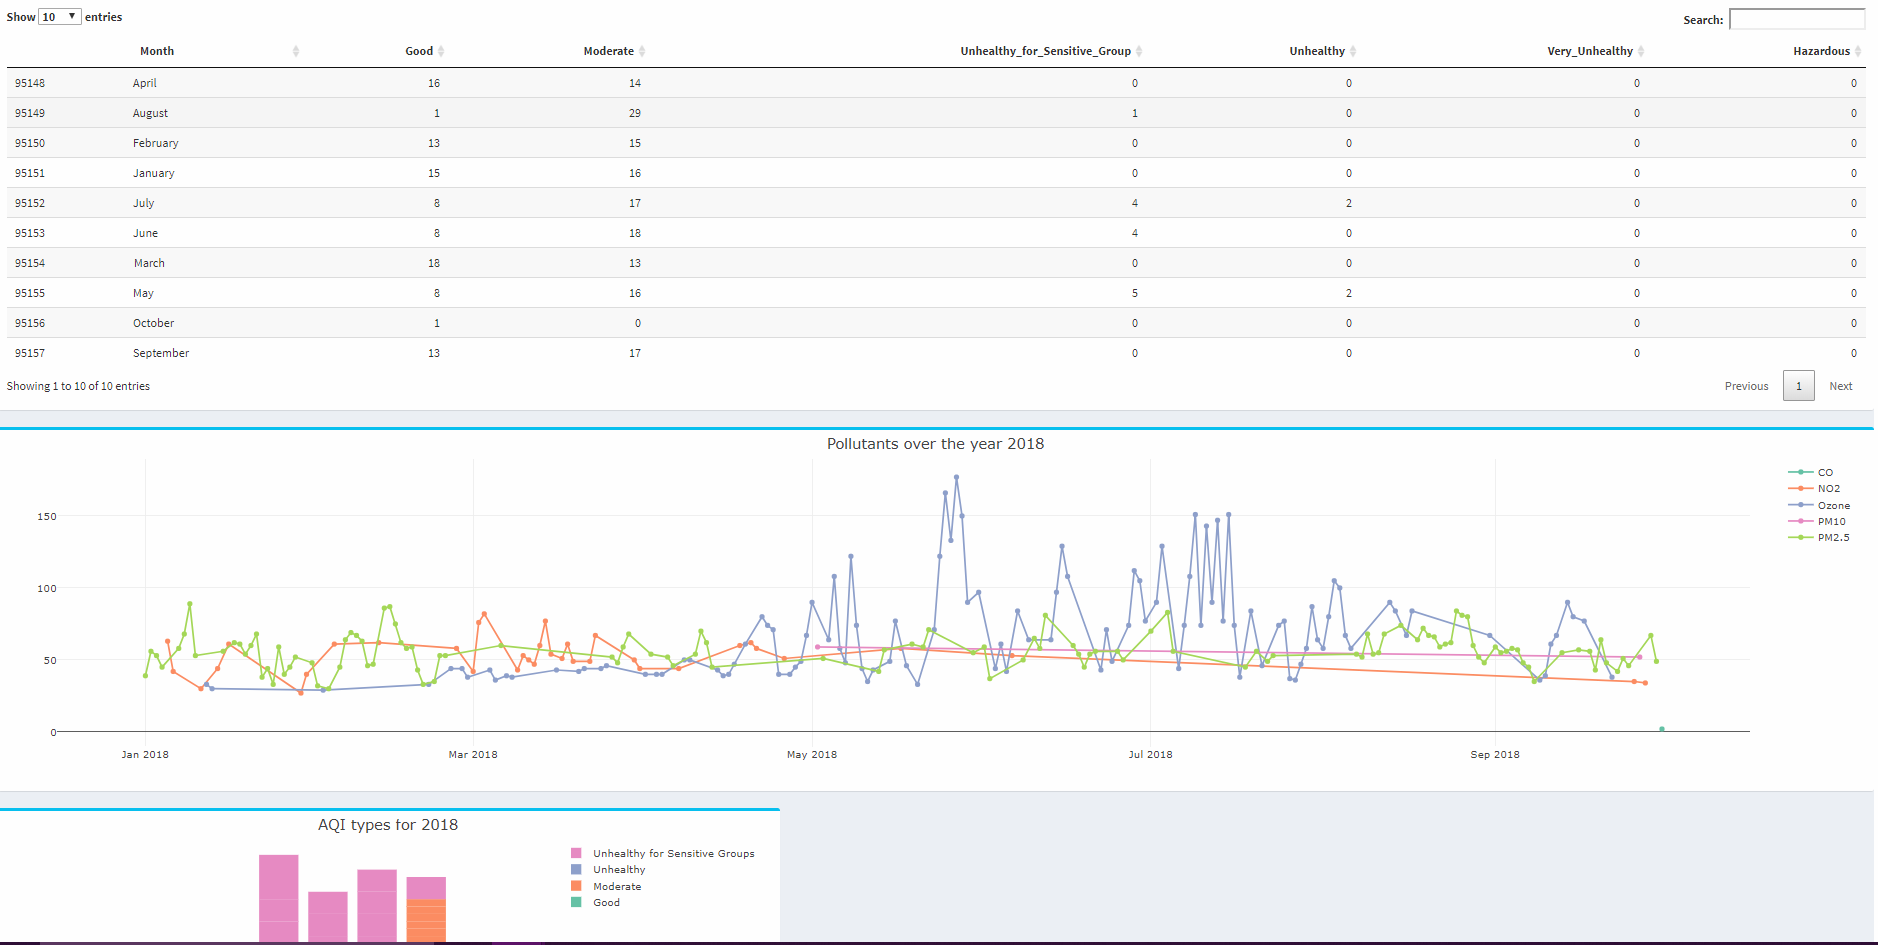 Show 10 entries Search:
Month Good Moderate Unhealthy_for_Sensitive_Group Unhealthy Very_Unhealthy Hazardous
95148 April 16 14 0 0 0 0
95149 August 1 29 1 0 0 0
95150 February 13 15 0 0 0 0
95151 January 15 16 0 0 0 0
95152 July 8 17 4 2 0 0
95153 June 8 18 4 0 0 0
95154 March 18 13 0 0 0 0
95155 May 8 16 5 2 0 0
95156 October 1 0 0 0 0 0
95157 September 13 17 0 0 0 0
Showing 1 to 10 of 10 entries Previous 1 Next
Pollutants over the year 2018
CO
NO2
Ozone
PM10
PM2.5
150
100
50
0
Jan 2018 Mar 2018 May 2018 Jul 2018 Sep 2018
AQI types for 2018
Unhealthy for Sensitive Groups
Unhealthy
Moderate
Good